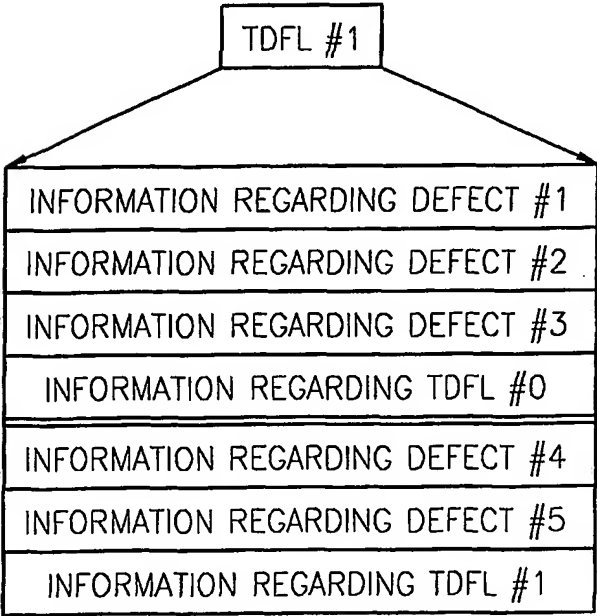 TDFL #1
INFORMATION REGARDING DEFECT #1
INFORMATION REGARDING DEFECT #2
INFORMATION REGARDING DEFECT #3
INFORMATION REGARDING TDFL #0
INFORMATION REGARDING DEFECT #4
INFORMATION REGARDING DEFECT #5
INFORMATION REGARDING TDFL #1